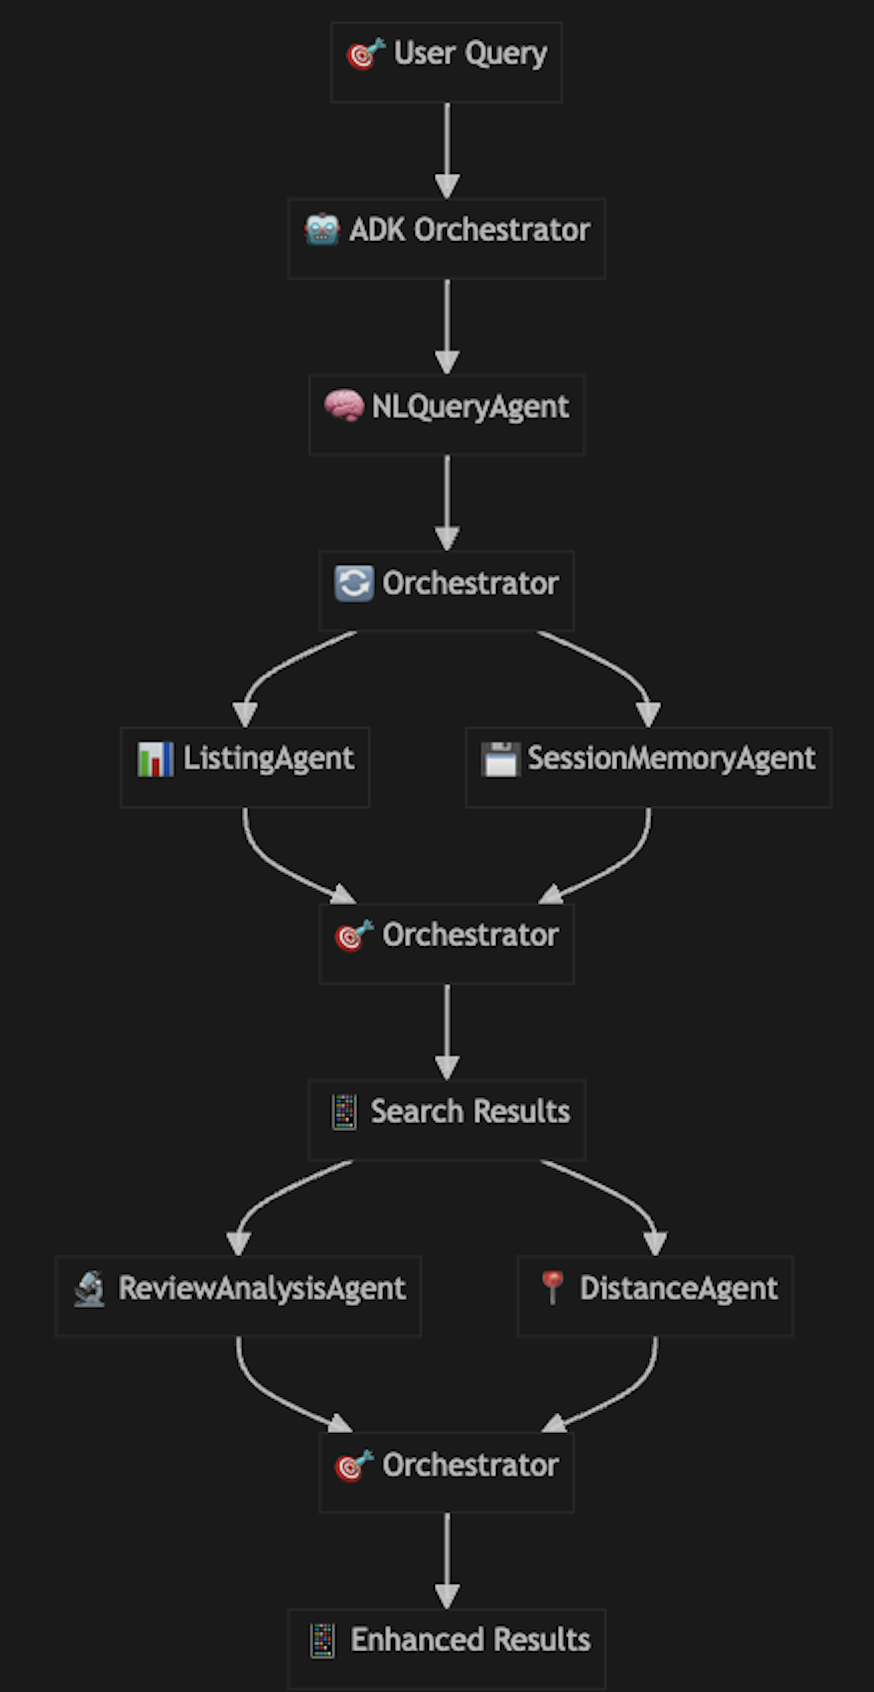 User Query
ADK Orchestrator
NLQueryAgent
Orchestrator
ListingAgent
SessionMemoryAgent
Orchestrator
Search Results
ReviewAnalysisAgent
DistanceAgent
Orchestrator
Enhanced Results